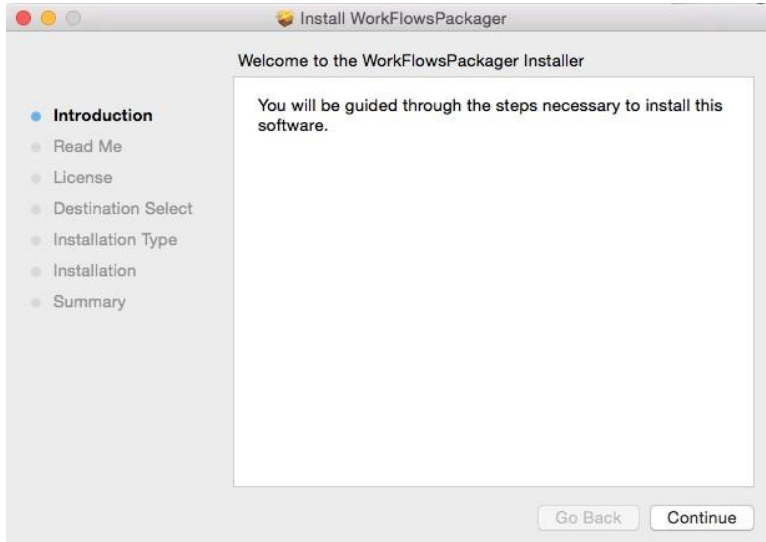 Install WorkFlowsPackager
Welcome to the WorkFlowsPackager Installer
Introduction
Read Me
License
Destination Select
Installation Type
Installation
Summary
You will be guided through the steps necessary to install this
software.
Go Back
Continue